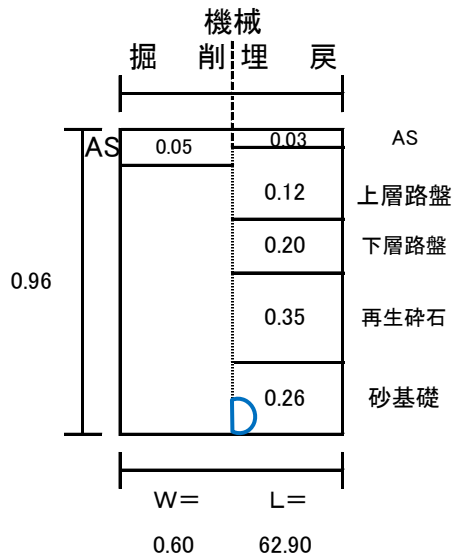 機械
掘 削 埋 戻
AS 0.05 0.03 AS
0.12 上層路盤
0.20 下層路盤
0.96
0.35 再生砕石
0.26 砂基礎
W= L=
0.60 62.90